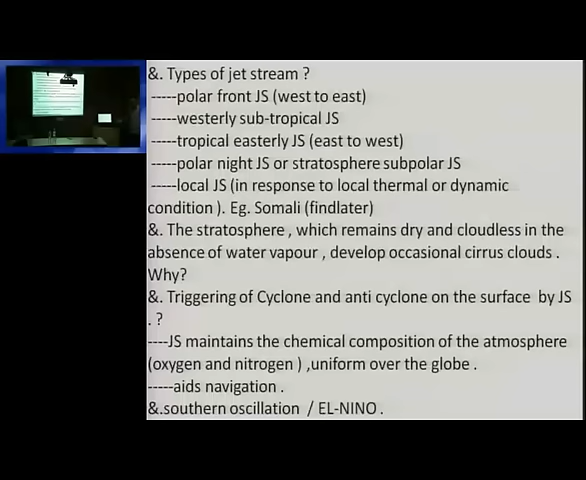 &. Types of jet stream ?
-----polar front JS (west to east)
-----westerly sub-tropical JS
-----tropical easterly JS (east to west)
-----polar night JS or stratosphere subpolar JS
-----local JS (in response to local thermal or dynamic
condition ). Eg. Somali (findlater)
&. The stratosphere , which remains dry and cloudless in the
absence of water vapour , develop occasional cirrus clouds .
Why?
&. Triggering of Cyclone and anti cyclone on the surface by JS
. ?
----JS maintains the chemical composition of the atmosphere
(oxygen and nitrogen ) ,uniform over the globe .
-----aids navigation .
&.southern oscillation / EL-NINO .